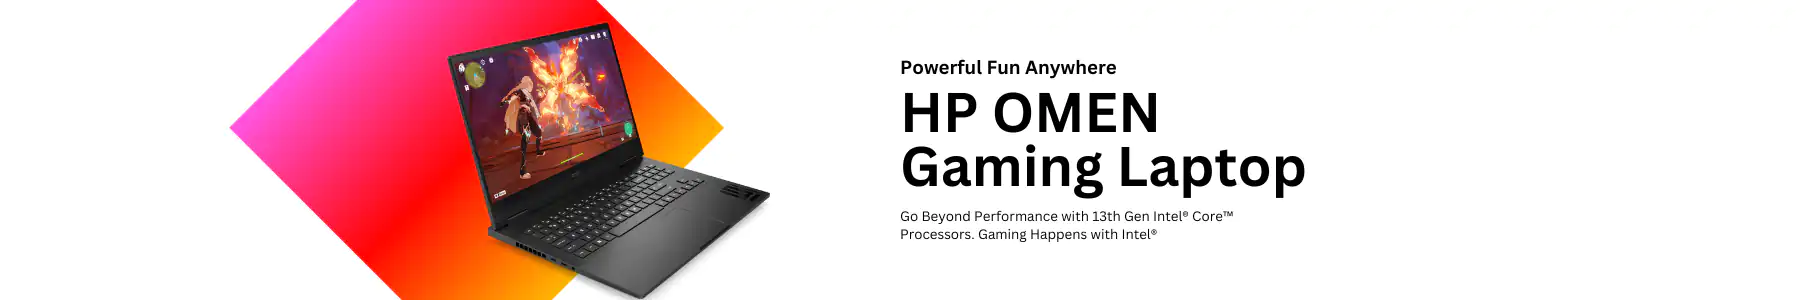 Powerful Fun Anywhere
HP OMEN
Gaming Laptop
Go Beyond Performance with 13th Gen Intel® Core™
Processors. Gaming Happens with Intel®